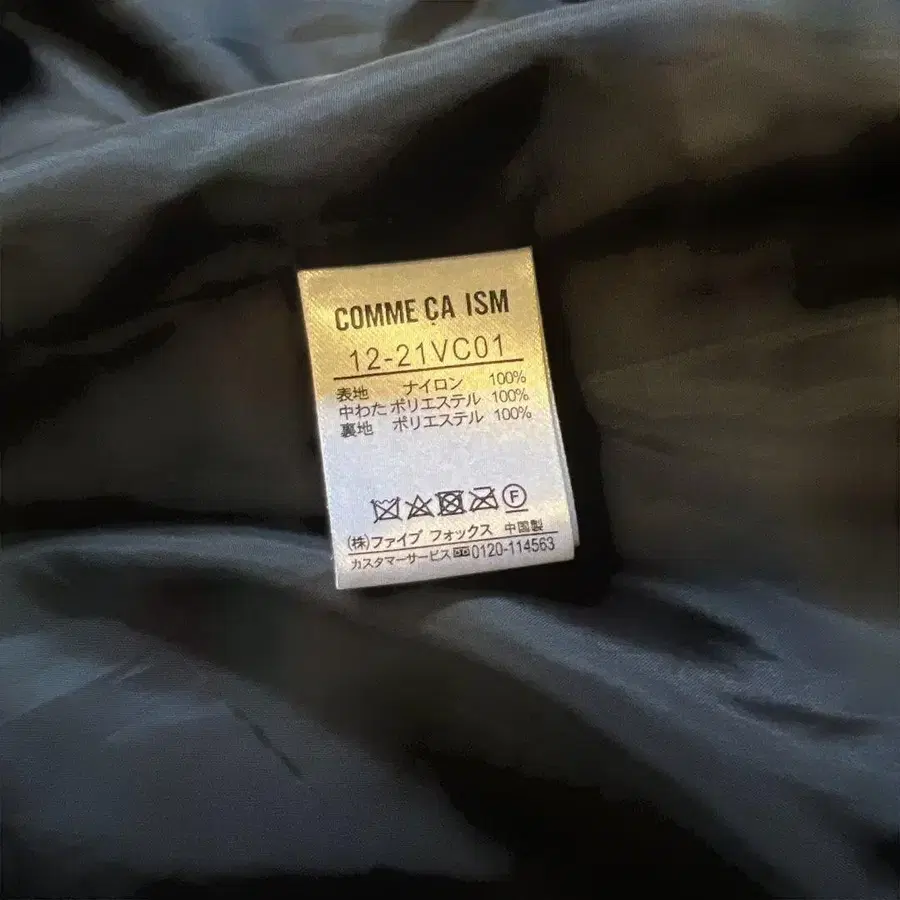 COMME ÇA ISM
12-21VC01
表地 ナイロン 100%
中わた ポリエステル 100%
裏地 ポリエステル 100%
F
(株)ファイブ フォックス 中国製
カスタマーサービス 0120-114563